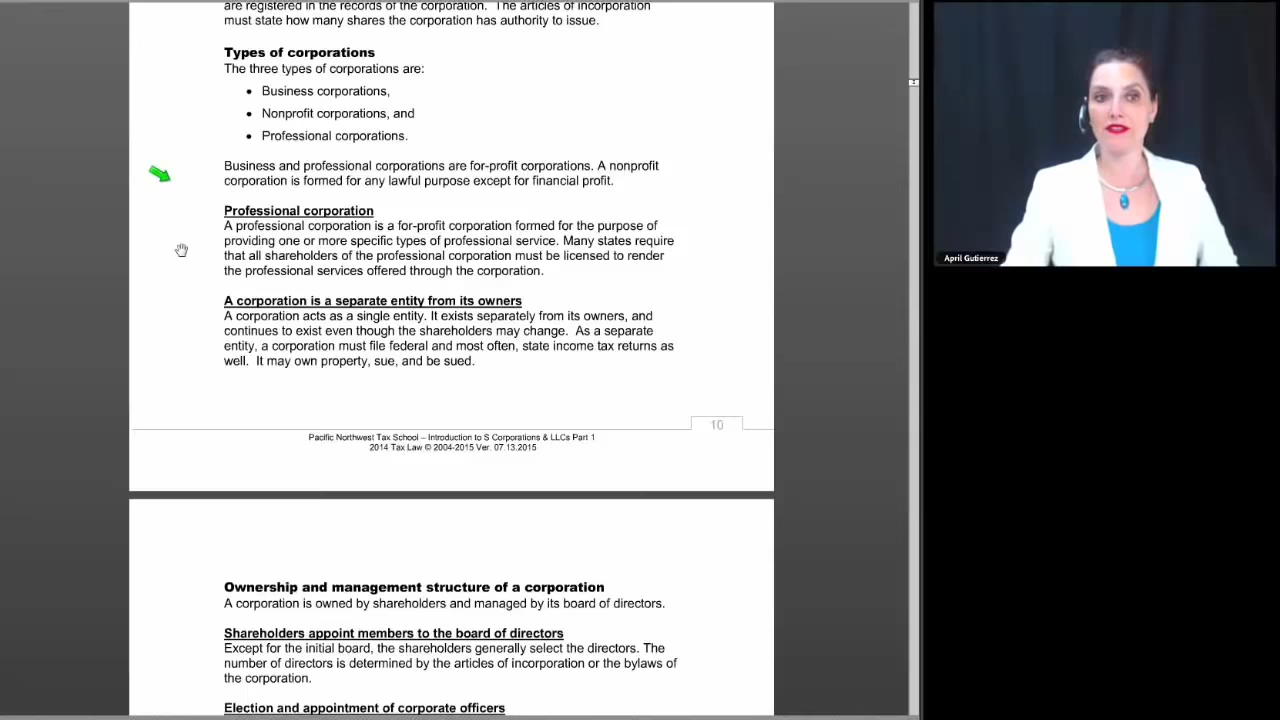 are registered in the records of the corporation.  The articles of incorporation
must state how many shares the corporation has authority to issue.
Types of corporations
The three types of corporations are:
• Business corporations,
• Nonprofit corporations, and
• Professional corporations.
Business and professional corporations are for-profit corporations. A nonprofit
corporation is formed for any lawful purpose except for financial profit.
Professional corporation
A professional corporation is a for-profit corporation formed for the purpose of
providing one or more specific types of professional service. Many states require
that all shareholders of the professional corporation must be licensed to render
the professional services offered through the corporation.
A corporation is a separate entity from its owners
A corporation acts as a single entity. It exists separately from its owners, and
continues to exist even though the shareholders may change.  As a separate
entity, a corporation must file federal and most often, state income tax returns as
well.  It may own property, sue, and be sued.
10
Pacific Northwest Tax School – Introduction to S Corporations & LLCs Part 1
2014 Tax Law © 2004-2015 Ver. 07.13.2015
Ownership and management structure of a corporation
A corporation is owned by shareholders and managed by its board of directors.
Shareholders appoint members to the board of directors
Except for the initial board, the shareholders generally select the directors. The
number of directors is determined by the articles of incorporation or the bylaws of
the corporation.
Election and appointment of corporate officers
April Gutierrez